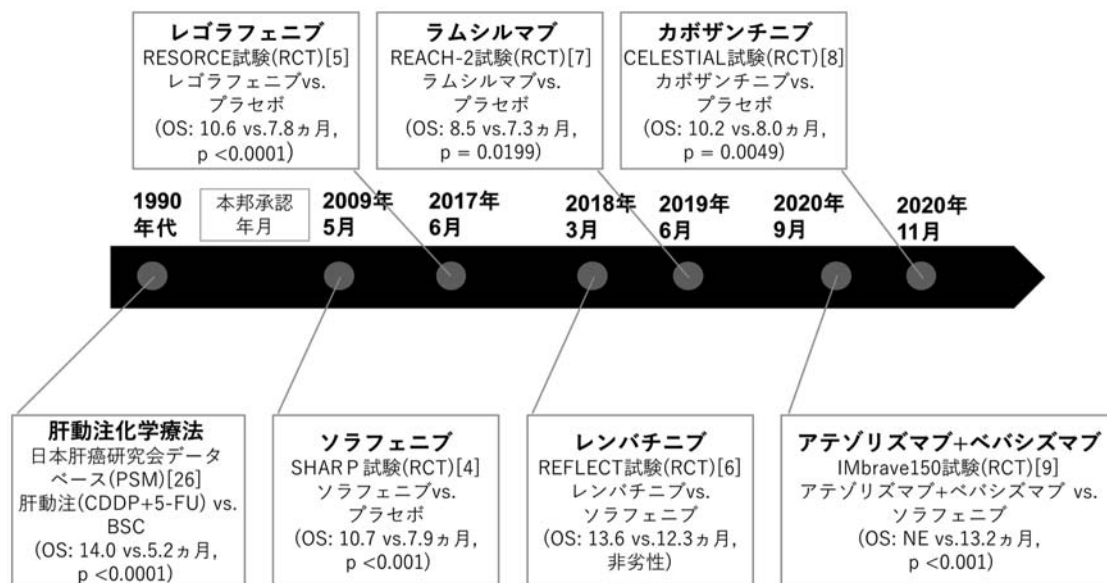 レゴラフェニブ
RESORCE試験(RCT)[5]
レゴラフェニブvs.
プラセボ
(OS: 10.6 vs.7.8ヵ月,
p <0.0001)
ラムシルマブ
REACH-2試験(RCT)[7]
ラムシルマブvs.
プラセボ
(OS: 8.5 vs.7.3ヵ月,
p = 0.0199)
カボザンチニブ
CELESTIAL試験(RCT)[8]
カボザンチニブvs.
プラセボ
(OS: 10.2 vs.8.0ヵ月,
p = 0.0049)
1990
年代
本邦承認
年月
2009年
5月
2017年
6月
2018年
3月
2019年
6月
2020年
9月
2020年
11月
肝動注化学療法
日本肝癌研究会データ
ベース(PSM)[26]
肝動注(CDDP+5-FU) vs.
BSC
(OS: 14.0 vs.5.2ヵ月,
p <0.0001)
ソラフェニブ
SHARP試験(RCT)[4]
ソラフェニブvs.
プラセボ
(OS: 10.7 vs.7.9ヵ月,
p <0.001)
レンバチニブ
REFLECT試験(RCT)[6]
レンバチニブvs.
ソラフェニブ
(OS: 13.6 vs.12.3ヵ月,
非劣性)
アテゾリズマブ+ベバシズマブ
IMbrave150試験(RCT)[9]
アテゾリズマブ+ベバシズマブ vs.
ソラフェニブ
(OS: NE vs.13.2ヵ月,
p <0.001)